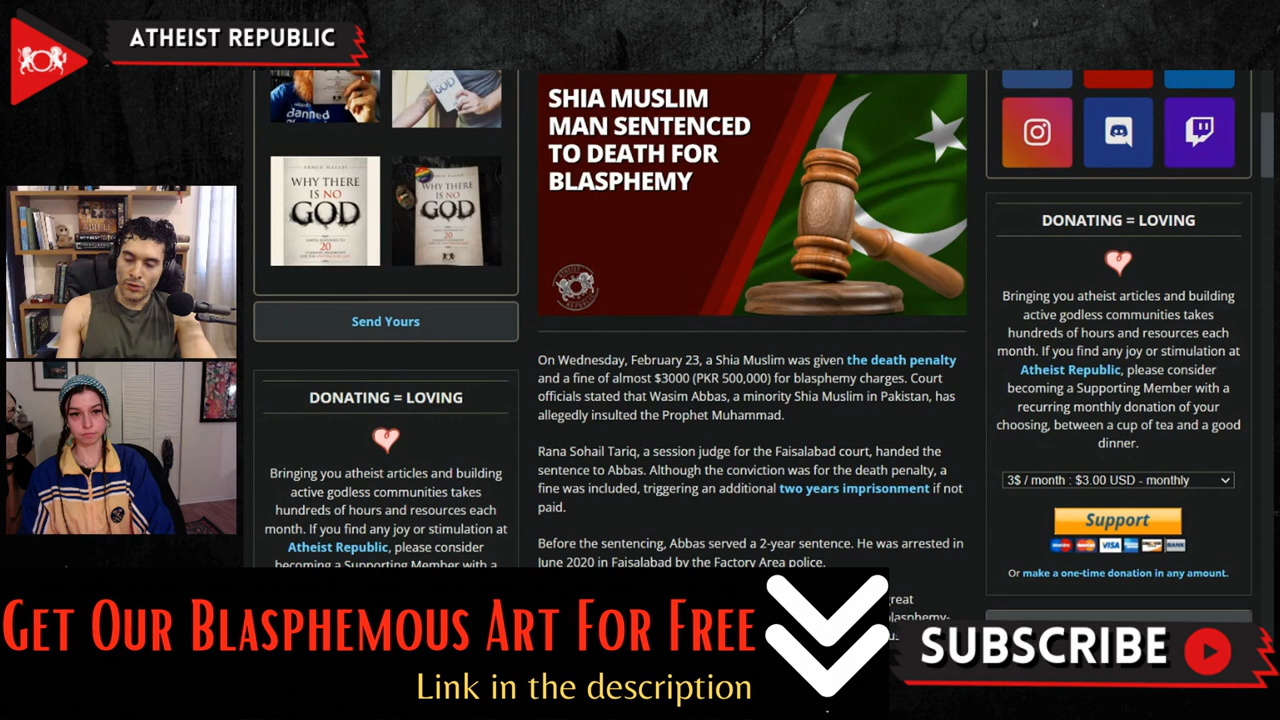 ATHEIST REPUBLIC
WHY THERE
IS NO
GOD
20
WHY THERE
IS NO
GOD
20
Send Yours
DONATING = LOVING
Bringing you atheist articles and building
active godless communities takes
hundreds of hours and resources each
month. If you find any joy or stimulation at
Atheist Republic, please consider
becoming a Supporting Member with a
SHIA MUSLIM
MAN SENTENCED
TO DEATH FOR
BLASPHEMY
On Wednesday, February 23, a Shia Muslim was given the death penalty
and a fine of almost $3000 (PKR 500,000) for blasphemy charges. Court
officials stated that Wasim Abbas, a minority Shia Muslim in Pakistan, has
allegedly insulted the Prophet Muhammad.
Rana Sohail Tariq, a session judge for the Faisalabad court, handed the
sentence to Abbas. Although the conviction was for the death penalty, a
fine was included, triggering an additional two years imprisonment if not
paid.
Before the sentencing, Abbas served a 2-year sentence. He was arrested in
June 2020 in Faisalabad by the Factory Area police.
great
blasphemy-
DONATING = LOVING
Bringing you atheist articles and building
active godless communities takes
hundreds of hours and resources each
month. If you find any joy or stimulation at
Atheist Republic, please consider
becoming a Supporting Member with a
recurring monthly donation of your
choosing, between a cup of tea and a good
dinner.
3$ / month : $3.00 USD - monthly
Support
VISA
BANK
Or make a one-time donation in any amount.
GET OUR BLASPHEMOUS ART FOR FREE
Link in the description
SUBSCRIBE